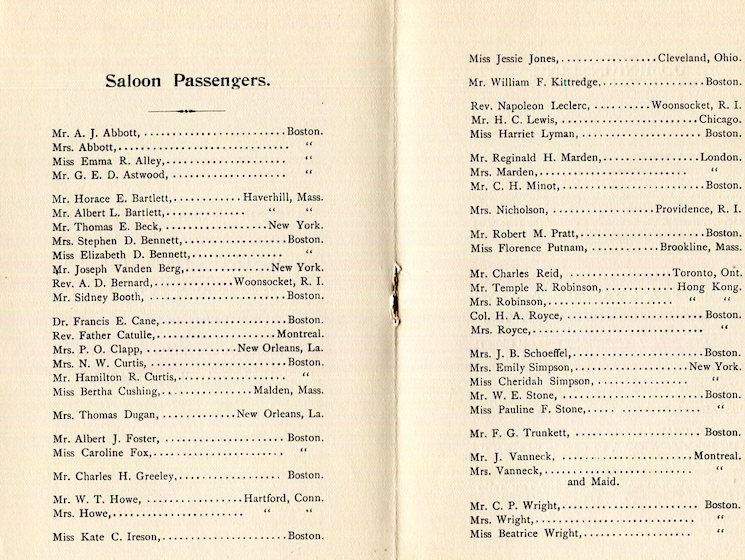 Saloon Passengers.
Mr. A. J. Abbott, ........................Boston.
Mrs. Abbott,............................. “
Miss Emma R. Alley,..................... “
Mr. G. E. D. Astwood, .................. “
Mr. Horace E. Bartlett,...........Haverhill, Mass.
Mr. Albert L. Bartlett,............. “ “
Mr. Thomas E. Beck,.............New York.
Mrs. Stephen D. Bennett,.................Boston.
Miss Elizabeth D. Bennett,............... “
Mr. Joseph Vanden Berg,..............New York.
Rev. A. D. Bernard,.............Woonsocket, R. I.
Mr. Sidney Booth, .......................Boston.
Dr. Francis E. Cane,.....................Boston.
Rev. Father Catulle,....................Montreal.
Mrs. P. O. Clapp, ...............New Orleans, La.
Mrs. N. W. Curtis, ......................Boston.
Mr. Hamilton R. Curtis,.................. “
Miss Bertha Cushing,...............Malden, Mass.
Mrs. Thomas Dugan, ..............New Orleans, La.
Mr. Albert J. Foster, ................... Boston.
Miss Caroline Fox,...................... “
Mr. Charles H. Greeley,.................. Boston.
Mr. W. T. Howe, ................Hartford, Conn.
Mrs. Howe,...................... “ “
Miss Kate C. Ireson,.....................Boston.
Miss Jessie Jones,................Cleveland, Ohio.
Mr. William F. Kittredge,.................Boston.
Rev. Napoleon Leclerc, ..........Woonsocket, R. I.
Mr. H. C. Lewis, .......................Chicago.
Miss Harriet Lyman, ..................... Boston.
Mr. Reginald H. Marden,.................London.
Mrs. Marden,............................ “
Mr. C. H. Minot,........................Boston.
Mrs. Nicholson, ..................Providence, R. I.
Mr. Robert M. Pratt,.....................Boston.
Miss Florence Putnam, ............Brookline, Mass.
Mr. Charles Reid, ..................Toronto, Ont.
Mr. Temple R. Robinson, ............ Hong Kong.
Mrs. Robinson,...................... “ “
Col. H. A. Royce, .......................Boston.
Mrs. Royce,............................. “
Mrs. J. B. Schoeffel,.....................Boston.
Mrs. Emily Simpson,...................New York.
Miss Cheridah Simpson, .................. “
Mr. W. E. Stone, ........................Boston.
Miss Pauline F. Stone,..... ............. “
Mr. F. G. Trunkett, ..................... Boston.
Mr. J. Vanneck, ......................Montreal.
Mrs. Vanneck,......................... “
and Maid.
Mr. C. P. Wright,........................ Boston.
Mrs. Wright,............................ “
Miss Beatrice Wright,.................... “